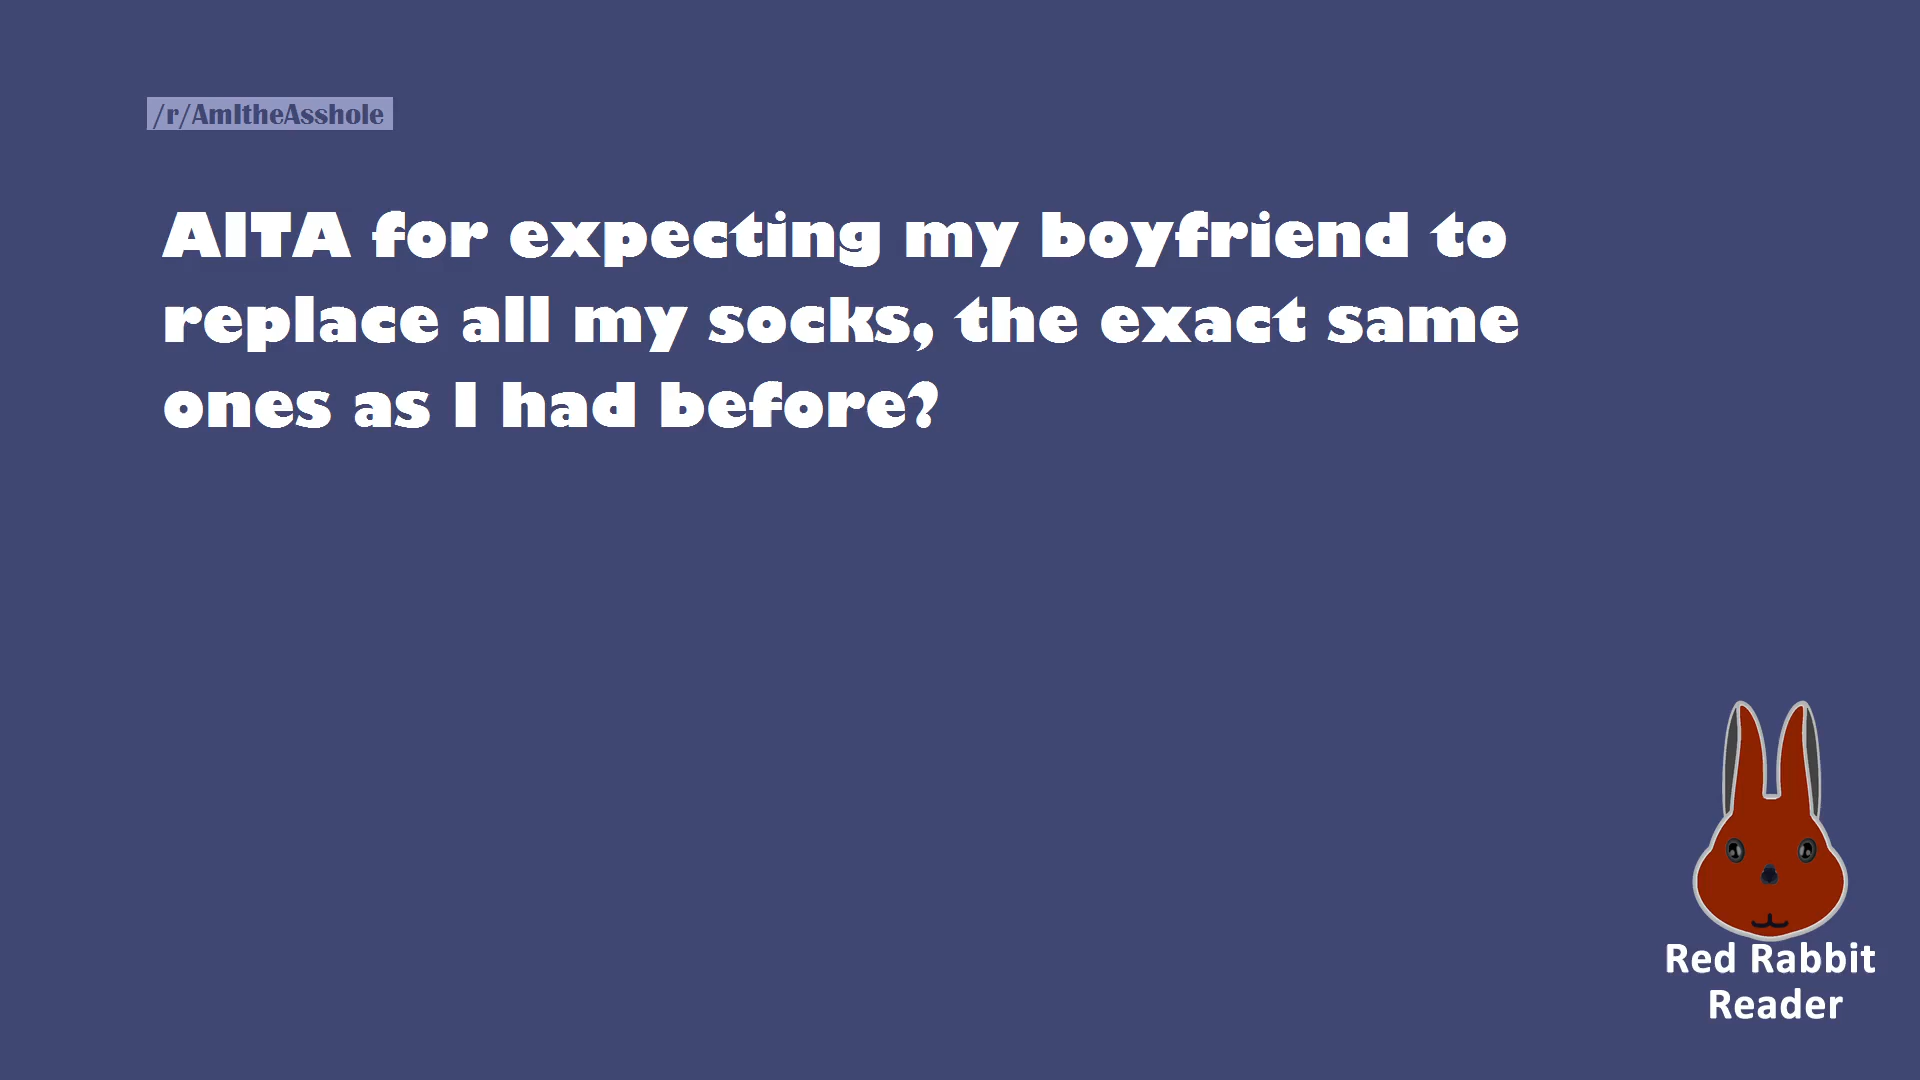 /r/AmItheAsshole
AITA for expecting my boyfriend to
replace all my socks, the exact same
ones as I had before?
Red Rabbit
Reader